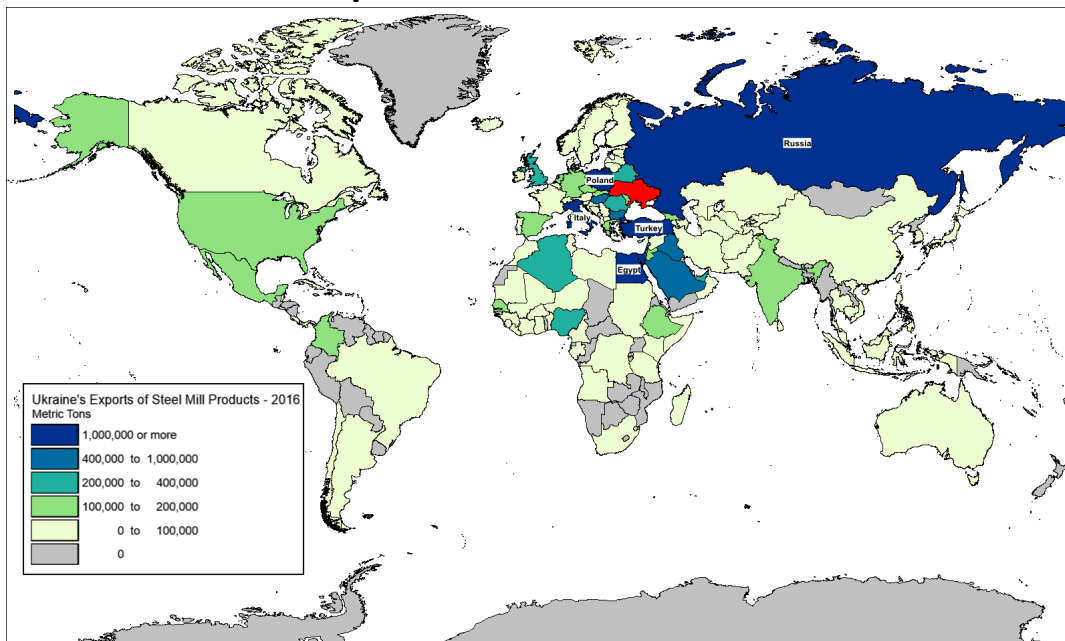 Russia
Poland
Italy
Turkey
Egypt
Ukraine's Exports of Steel Mill Products - 2016
Metric Tons
1,000,000 or more
400,000 to 1,000,000
200,000 to 400,000
100,000 to 200,000
0 to 100,000
0